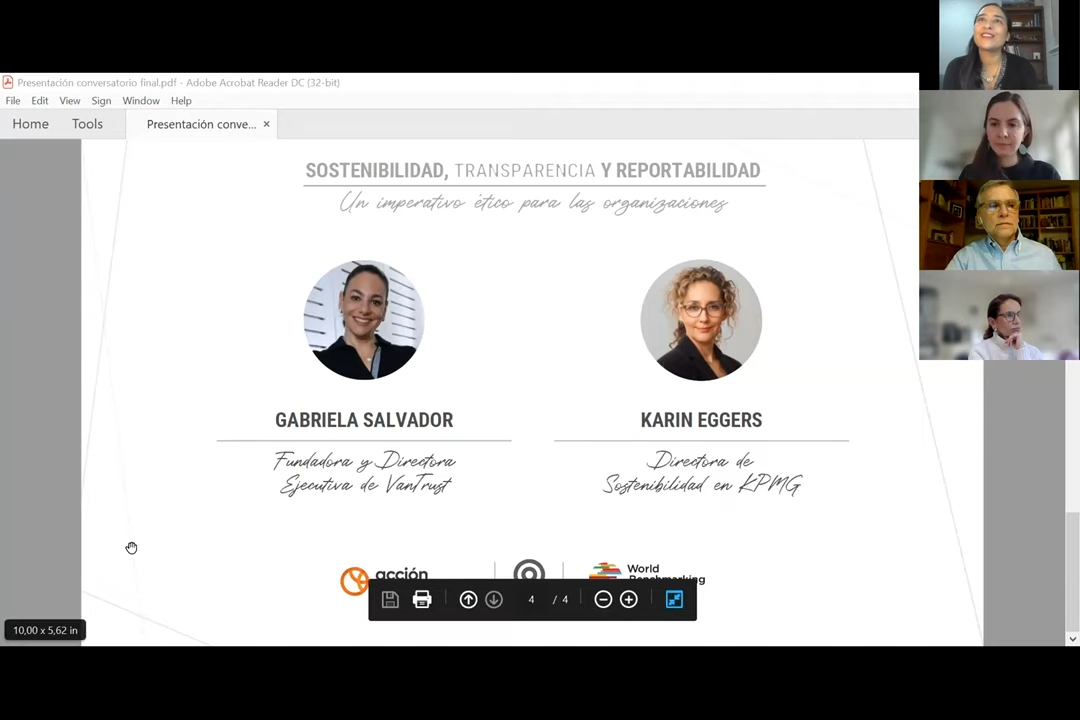 Presentación conversatorio final.pdf - Adobe Acrobat Reader DC (32-bit)
File Edit View Sign Window Help
Home Tools Presentación conve... ×
SOSTENIBILIDAD, TRANSPARENCIA Y REPORTABILIDAD
Un imperativo ético para las organizaciones
GABRIELA SALVADOR
Fundadora y Directora
Ejecutiva de VanTrust
KARIN EGGERS
Directora de
Sostenibilidad en KPMG
acción
World
Benchmarking
4 / 4
10,00 x 5,62 in